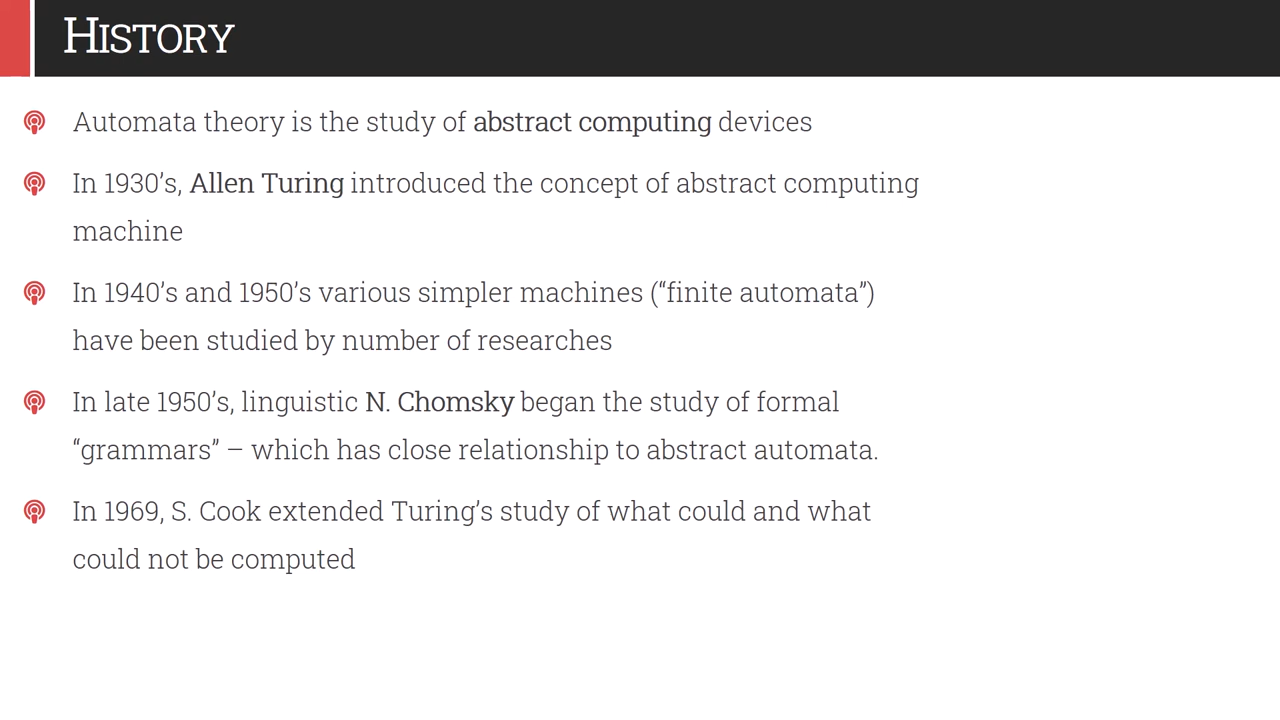 HISTORY
Automata theory is the study of abstract computing devices
In 1930’s, Allen Turing introduced the concept of abstract computing
machine
In 1940’s and 1950’s various simpler machines (“finite automata”)
have been studied by number of researches
In late 1950’s, linguistic N. Chomsky began the study of formal
“grammars” – which has close relationship to abstract automata.
In 1969, S. Cook extended Turing’s study of what could and what
could not be computed